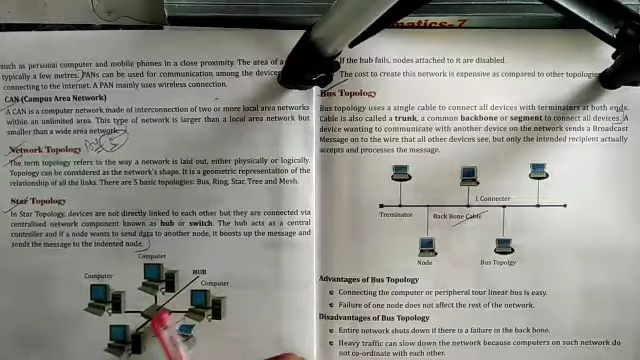 such as personal computer and mobile phones in a close proximity. The area of a
typically a few metres. PANs can be used for communication among the devices
connecting to the internet. A PAN mainly uses wireless connection.
CAN (Campus Area Network)
A CAN is a computer network made of interconnection of two or more local area networks
within an unlimited area. This type of network is larger than a local area network but
smaller than a wide area network.
Network Topology
The term topology refers to the way a network is laid out, either physically or logically.
Topology can be considered as the network's shape. It is a geometric representation of the
relationship of all the links. There are 5 basic topologies: Bus, Ring, Star, Tree and Mesh.
Star Topology
In Star Topology, devices are not directly linked to each other but they are connected via
centralised network component known as hub or switch. The hub acts as a central
controller and if a node wants to send data to another node, it boosts up the message and
sends the message to the indented node.
Computer
HUB
Computer
Computer
matics-7
If the hub fails, nodes attached to it are disabled.
The cost to create this network is expensive as compared to other topologies
Bus Topology
Bus topology uses a single cable to connect all devices with terminators at both ends.
Cable is also called a trunk, a common backbone or segment to connect all devices. A
device wanting to communicate with another device on the network sends a Broadcast
Message on to the wire that all other devices see, but only the intended recipient actually
accepts and processes the message.
1 Connecter
Treminator
Back Bone Cable
Node
Bus Topolgy
Advantages of Bus Topology
Connecting the computer or peripheral tour linear bus is easy.
Failure of one node does not affect the rest of the network.
Disadvantages of Bus Topology
Entire network shuts down if there is a failure in the back bone.
Heavy traffic can slow down the network because computers on such network do
not co-ordinate with each other.